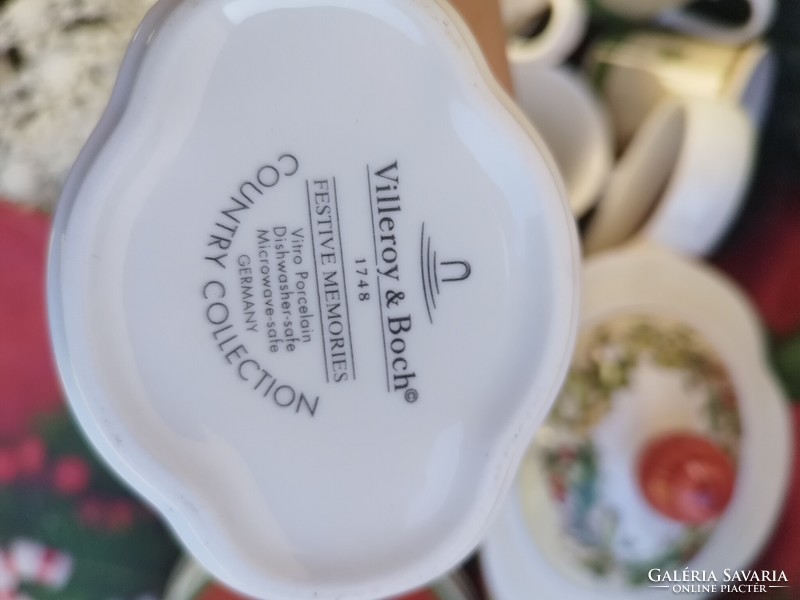 Villeroy & Boch©
1748
FESTIVE MEMORIES
Vitro Porcelain
Dishwasher-safe
Microwave-safe
GERMANY
COUNTRY COLLECTION
GALÉRIA SAVARIA
ONLINE PIACTÉR